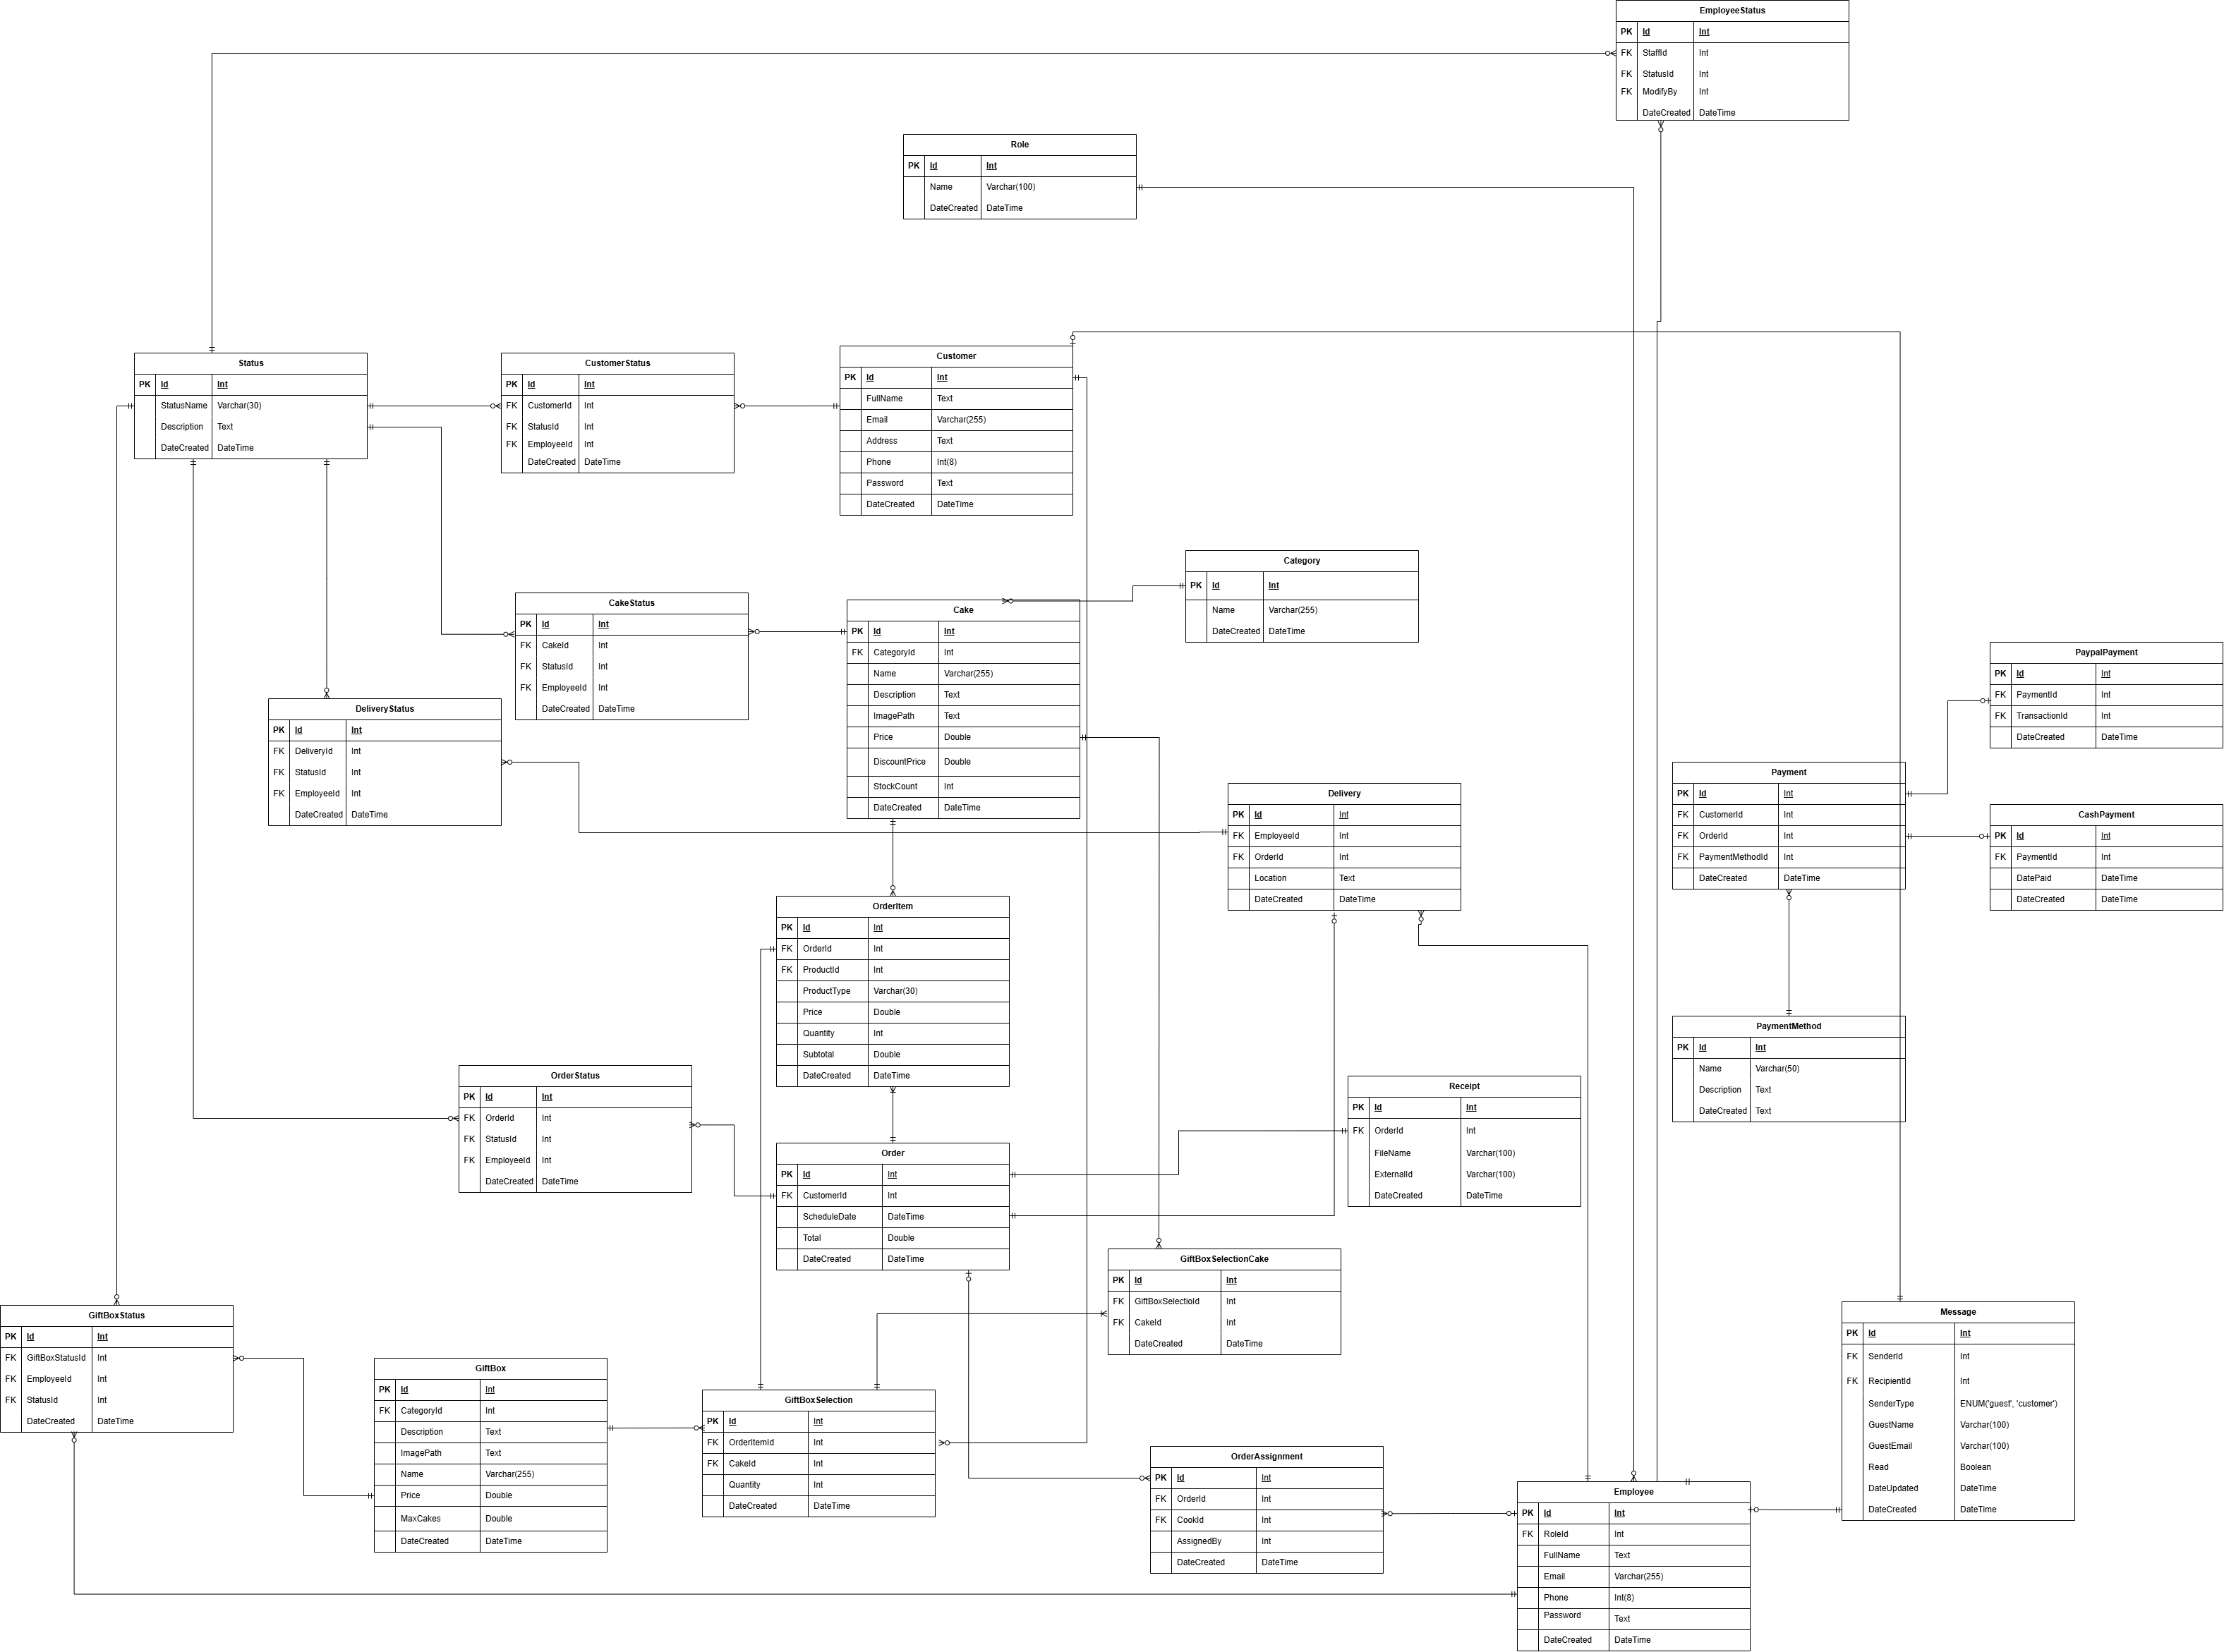 EmployeeStatus
PK Id Int
FK StaffId Int
FK StatusId Int
FK ModifyBy Int
DateCreated DateTime
Role
PK Id Int
Name Varchar(100)
DateCreated DateTime
Status
PK Id Int
StatusName Varchar(30)
Description Text
DateCreated DateTime
CustomerStatus
PK Id Int
FK CustomerId Int
FK StatusId Int
FK EmployeeId Int
DateCreated DateTime
Customer
PK Id Int
FullName Text
Email Varchar(255)
Address Text
Phone Int(8)
Password Text
DateCreated DateTime
Category
PK Id Int
Name Varchar(255)
DateCreated DateTime
CakeStatus
PK Id Int
FK CakeId Int
FK StatusId Int
FK EmployeeId Int
DateCreated DateTime
Cake
PK Id Int
FK CategoryId Int
Name Varchar(255)
Description Text
ImagePath Text
Price Double
DiscountPrice Double
StockCount Int
DateCreated DateTime
PaypalPayment
PK Id Int
FK PaymentId Int
FK TransactionId Int
DateCreated DateTime
DeliveryStatus
PK Id Int
FK DeliveryId Int
FK StatusId Int
FK EmployeeId Int
DateCreated DateTime
Delivery
PK Id Int
FK EmployeeId Int
FK OrderId Int
Location Text
DateCreated DateTime
Payment
PK Id Int
FK CustomerId Int
FK OrderId Int
FK PaymentMethodId Int
DateCreated DateTime
CashPayment
PK Id Int
FK PaymentId Int
DatePaid DateTime
DateCreated DateTime
OrderItem
PK Id Int
FK OrderId Int
FK ProductId Int
ProductType Varchar(30)
Price Double
Quantity Int
Subtotal Double
DateCreated DateTime
PaymentMethod
PK Id Int
Name Varchar(50)
Description Text
DateCreated Text
OrderStatus
PK Id Int
FK OrderId Int
FK StatusId Int
FK EmployeeId Int
DateCreated DateTime
Receipt
PK Id Int
FK OrderId Int
FileName Varchar(100)
ExternalId Varchar(100)
DateCreated DateTime
Order
PK Id Int
FK CustomerId Int
ScheduleDate DateTime
Total Double
DateCreated DateTime
GiftBoxSelectionCake
PK Id Int
FK GiftBoxSelectioId Int
FK CakeId Int
DateCreated DateTime
GiftBoxStatus
PK Id Int
FK GiftBoxStatusId Int
FK EmployeeId Int
FK StatusId Int
DateCreated DateTime
Message
PK Id Int
FK SenderId Int
FK RecipientId Int
SenderType ENUM('guest', 'customer')
GuestName Varchar(100)
GuestEmail Varchar(100)
Read Boolean
DateUpdated DateTime
DateCreated DateTime
GiftBox
PK Id Int
FK CategoryId Int
Description Text
ImagePath Text
Name Varchar(255)
Price Double
MaxCakes Double
DateCreated DateTime
GiftBoxSelection
PK Id Int
FK OrderItemId Int
FK CakeId Int
Quantity Int
DateCreated DateTime
OrderAssignment
PK Id Int
FK OrderId Int
FK CookId Int
AssignedBy Int
DateCreated DateTime
Employee
PK Id Int
FK RoleId Int
FullName Text
Email Varchar(255)
Phone Int(8)
Password Text
DateCreated DateTime